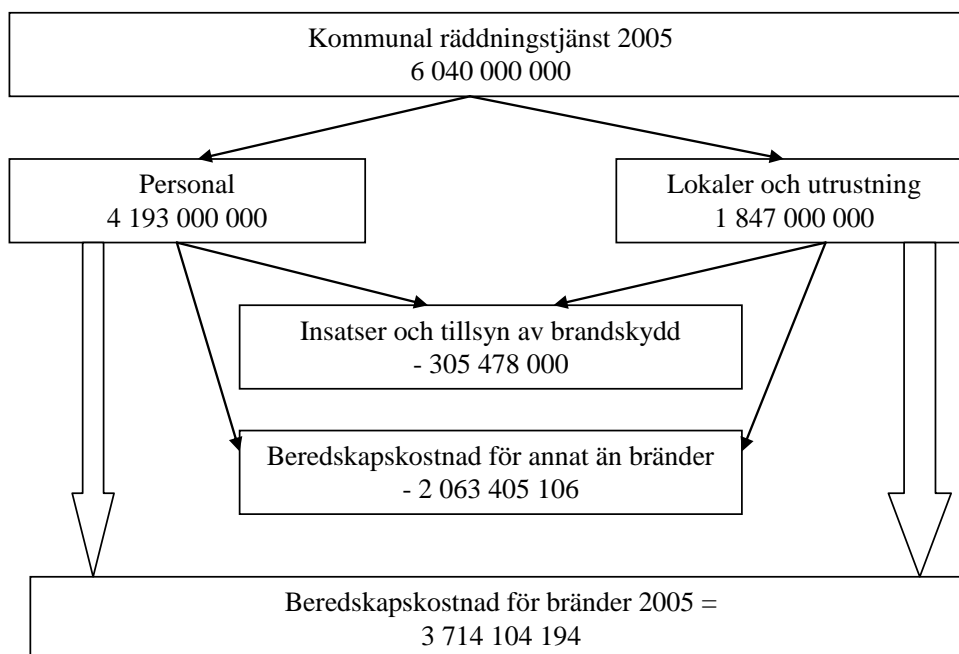 Kommunal räddningstjänst 2005
6 040 000 000
Personal
4 193 000 000
Lokaler och utrustning
1 847 000 000
Insatser och tillsyn av brandskydd
- 305 478 000
Beredskapskostnad för annat än bränder
- 2 063 405 106
Beredskapskostnad för bränder 2005 =
3 714 104 194